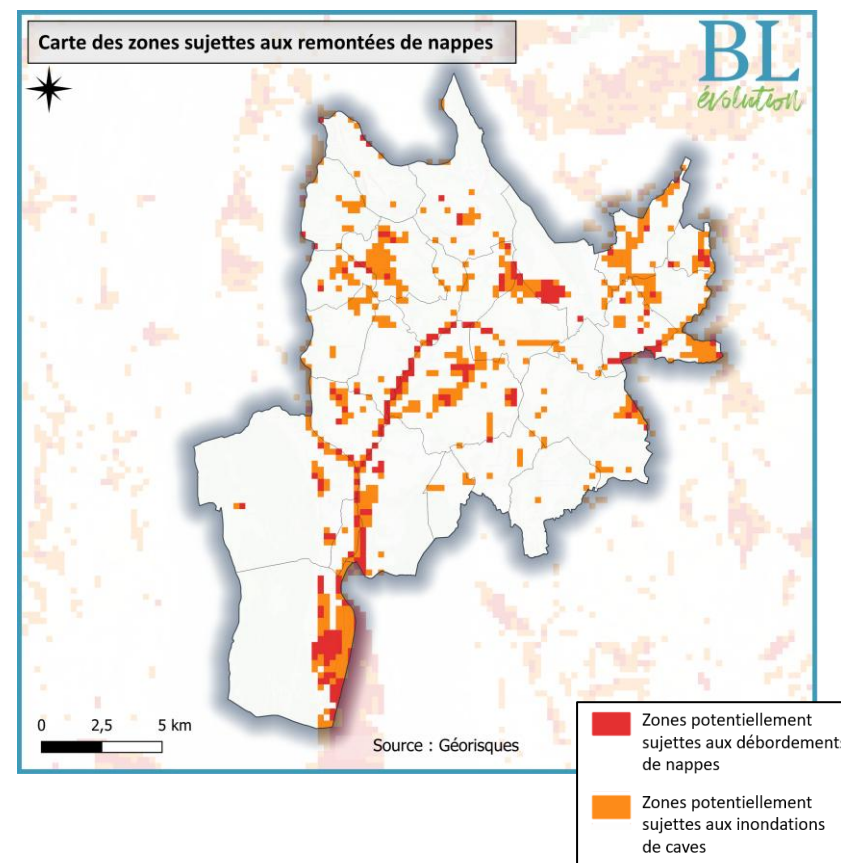 Carte des zones sujettes aux remontées de nappes
BL
évolution
0 2,5 5 km
Source : Géorisques
Zones potentiellement
sujettes aux débordements
de nappes
Zones potentiellement
sujettes aux inondations
de caves